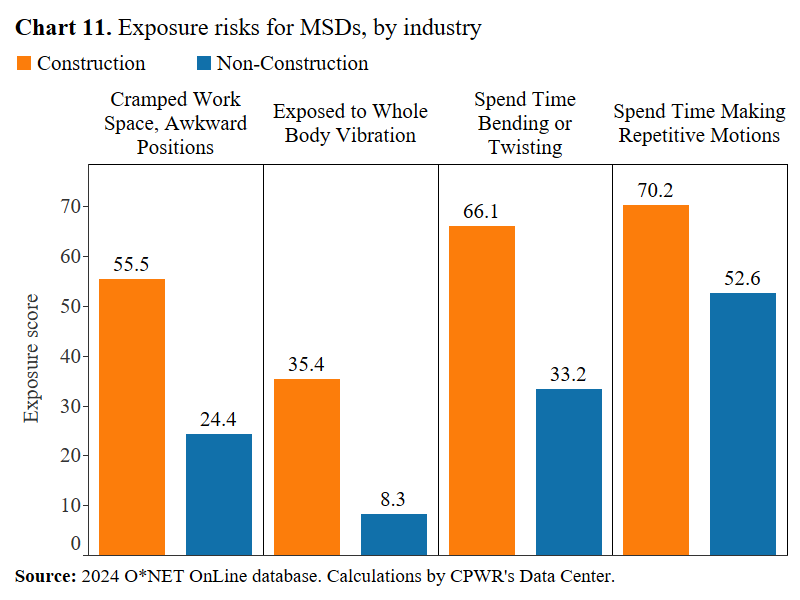 Chart 11. Exposure risks for MSDs, by industry
Construction
Non-Construction
Cramped Work
Space, Awkward
Positions
Exposed to Whole
Body Vibration
Spend Time
Bending or
Twisting
Spend Time Making
Repetitive Motions
Exposure score
70
60
50
40
30
20
10
0
55.5
24.4
35.4
8.3
66.1
33.2
70.2
52.6
Source: 2024 O*NET OnLine database. Calculations by CPWR's Data Center.